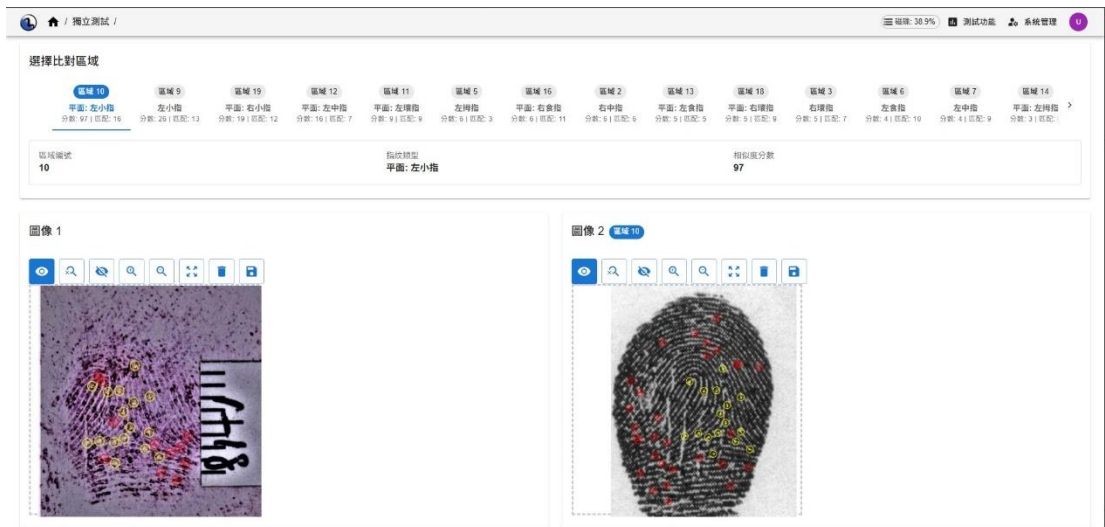 / 獨立測試 /
磁碟: 38.9%
測試功能
系統管理
U
選擇比對區域
區域 10
平面: 左小指
分數: 97 | 匹配: 16
區域 9
左小指
分數: 26 | 匹配: 13
區域 19
平面: 右小指
分數: 19 | 匹配: 12
區域 12
平面: 左中指
分數: 16 | 匹配: 7
區域 11
平面: 左環指
分數: 9 | 匹配: 9
區域 5
左拇指
分數: 6 | 匹配: 3
區域 16
平面: 右食指
分數: 6 | 匹配: 11
區域 2
右中指
分數: 6 | 匹配: 6
區域 13
平面: 左食指
分數: 5 | 匹配: 5
區域 18
平面: 右環指
分數: 5 | 匹配: 9
區域 3
右環指
分數: 5 | 匹配: 7
區域 6
左食指
分數: 4 | 匹配: 10
區域 7
左中指
分數: 4 | 匹配: 9
區域 14
平面: 左拇指
分數: 3 | 匹配:
區域編號
10
指紋類型
平面: 左小指
相似度分數
97
圖像 1
圖像 2
區域 10